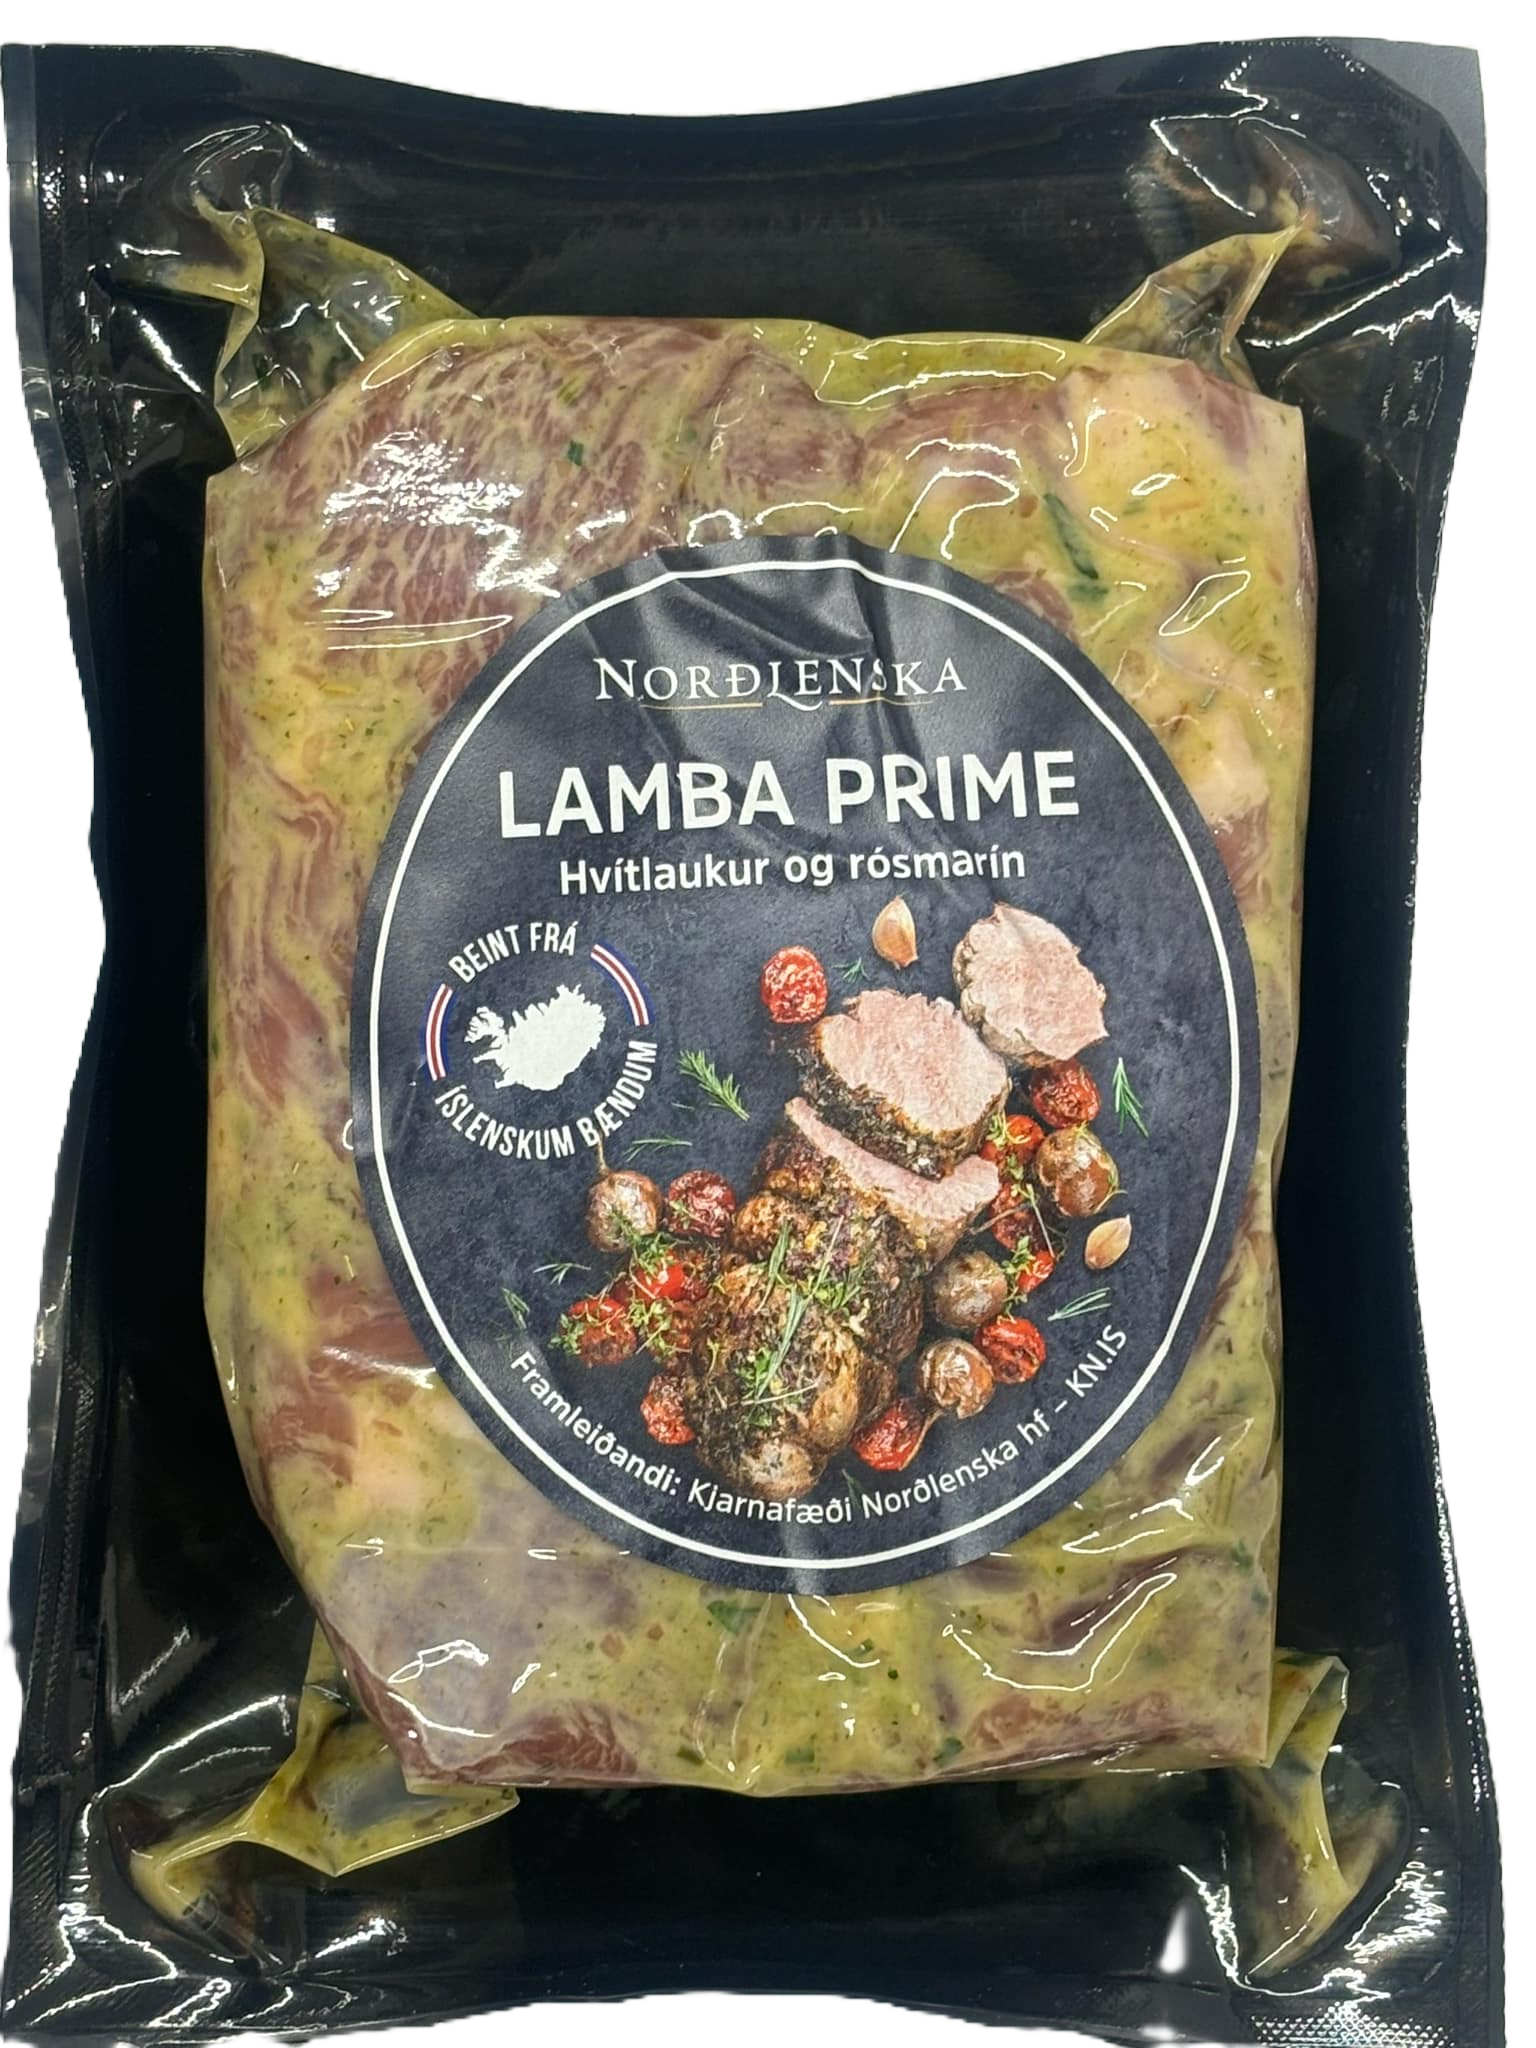 NORÐLENSKA
LAMBA PRIME
Hvítlaukur og rósmarín
BEINT FRÁ
ÍSLENSKUM BÆNDUM
Framleiðandi: Kjarnafæði Norðlenska hf – KN.IS